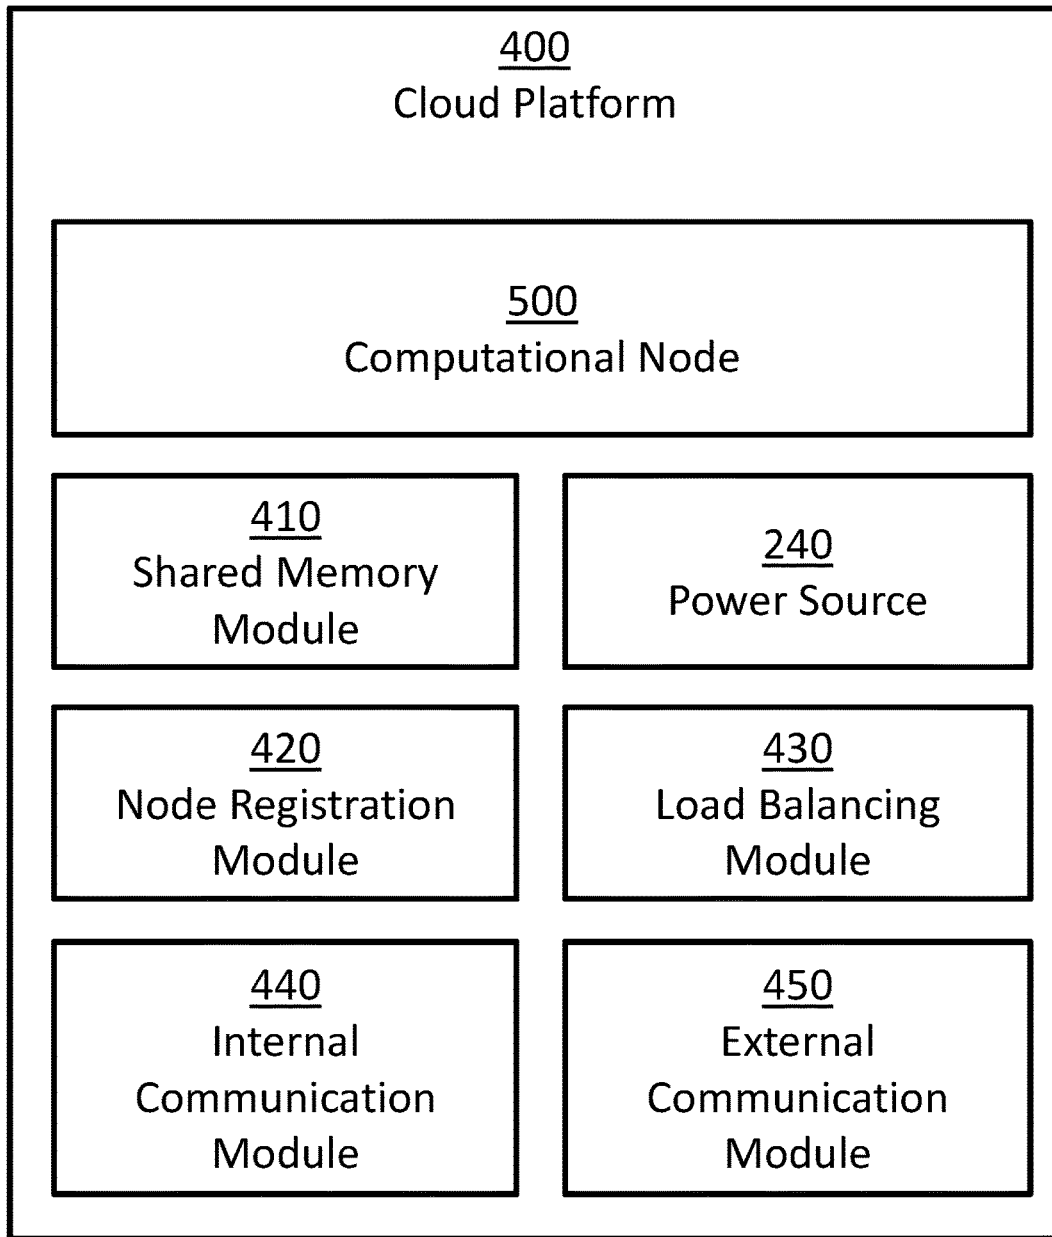 400
Cloud Platform
500
Computational Node
410
Shared Memory
Module
240
Power Source
420
Node Registration
Module
430
Load Balancing
Module
440
Internal
Communication
Module
450
External
Communication
Module